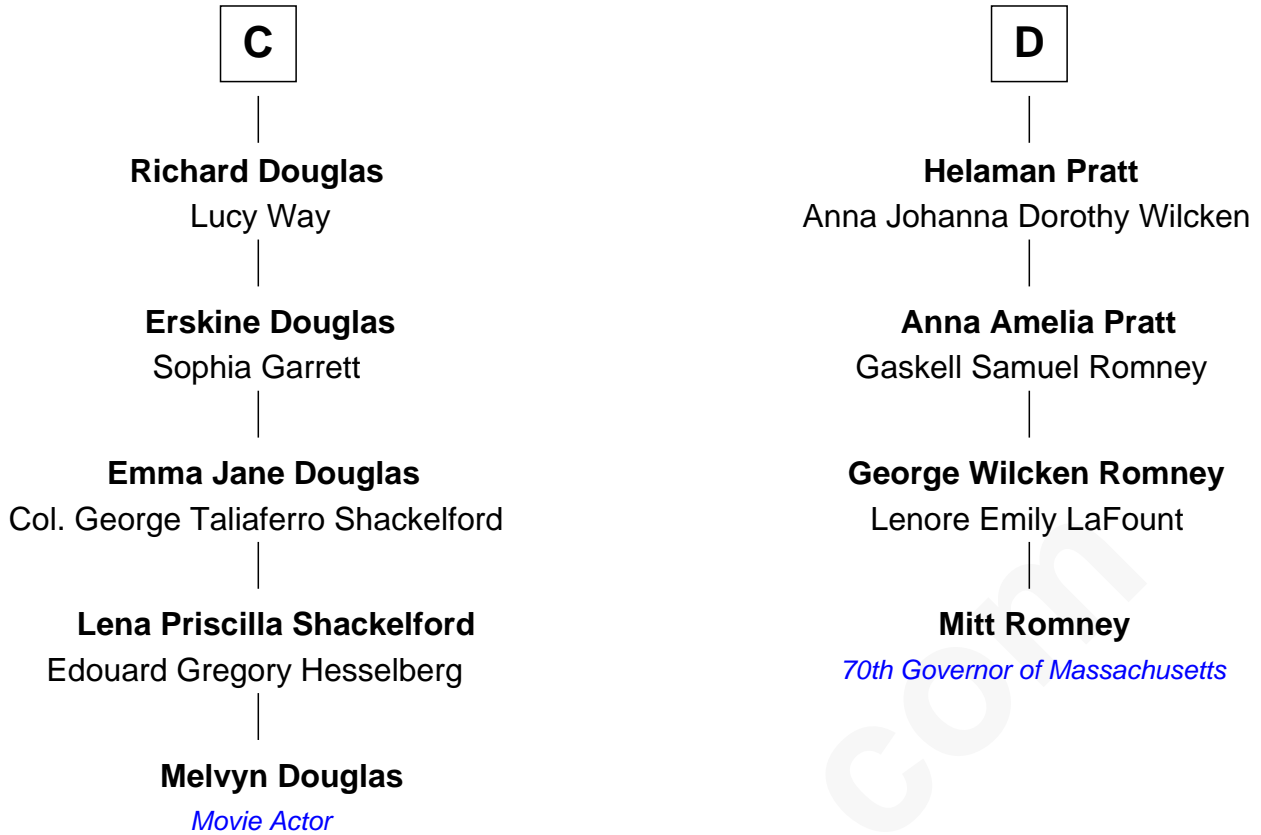 C
Richard Douglas
Lucy Way
Erskine Douglas
Sophia Garrett
Emma Jane Douglas
Col. George Taliaferro Shackelford
Lena Priscilla Shackelford
Edouard Gregory Hesselberg
Melvyn Douglas
Movie Actor
D
Helaman Pratt
Anna Johanna Dorothy Wilcken
Anna Amelia Pratt
Gaskell Samuel Romney
George Wilcken Romney
Lenore Emily LaFount
Mitt Romney
70th Governor of Massachusetts
com